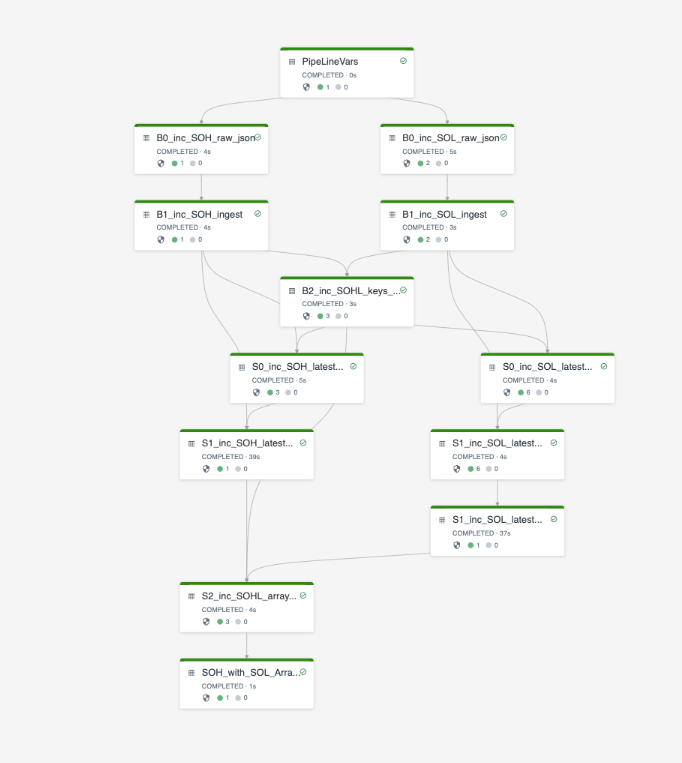 PipeLineVars
COMPLETED · 0s
1 0
B0_inc_SOH_raw_json
COMPLETED · 4s
1 0
B0_inc_SOL_raw_json
COMPLETED · 5s
2 0
B1_inc_SOH_ingest
COMPLETED · 4s
1 0
B1_inc_SOL_ingest
COMPLETED · 3s
2 0
B2_inc_SOHL_keys_...
COMPLETED · 3s
3 0
S0_inc_SOH_latest...
COMPLETED · 5s
3 0
S0_inc_SOL_latest...
COMPLETED · 4s
6 0
S1_inc_SOH_latest...
COMPLETED · 39s
1 0
S1_inc_SOL_latest...
COMPLETED · 4s
6 0
S1_inc_SOL_latest...
COMPLETED · 37s
1 0
S2_inc_SOHL_array...
COMPLETED · 4s
3 0
SOH_with_SOL_Arra...
COMPLETED · 1s
1 0